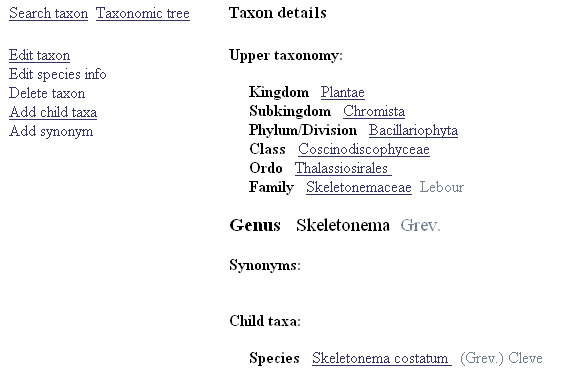 Search taxon Taxonomic tree
Edit taxon
Edit species info
Delete taxon
Add child taxa
Add synonym
Taxon details
Upper taxonomy:
Kingdom Plantae
Subkingdom Chromista
Phylum/Division Bacillariophyta
Class Coscinodiscophyceae
Ordo Thalassiosirales
Family Skeletonemaceae Lebour
Genus Skeletonema Grev.
Synonyms:
Child taxa:
Species Skeletonema costatum (Grev.) Cleve